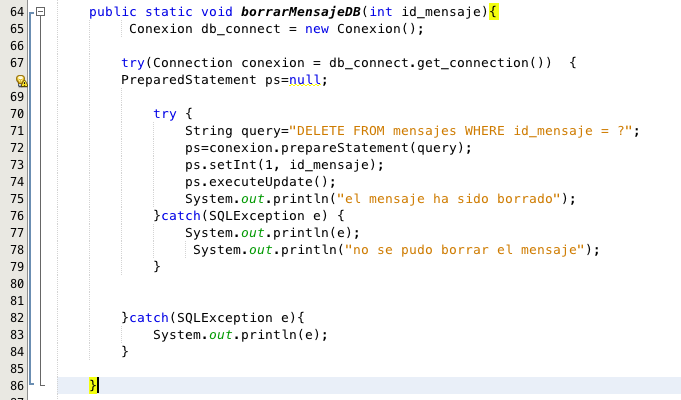 64 public static void borrarMensajeDB(int id_mensaje){
65 Conexion db_connect = new Conexion();
66
67 try(Connection conexion = db_connect.get_connection()) {
PreparedStatement ps=null;
69
70 try {
71 String query="DELETE FROM mensajes WHERE id_mensaje = ?";
72 ps=conexion.prepareStatement(query);
73 ps.setInt(1, id_mensaje);
74 ps.executeUpdate();
75 System.out.println("el mensaje ha sido borrado");
76 }catch(SQLException e) {
77 System.out.println(e);
78 System.out.println("no se pudo borrar el mensaje");
79 }
80
81
82 }catch(SQLException e){
83 System.out.println(e);
84 }
85
86 }